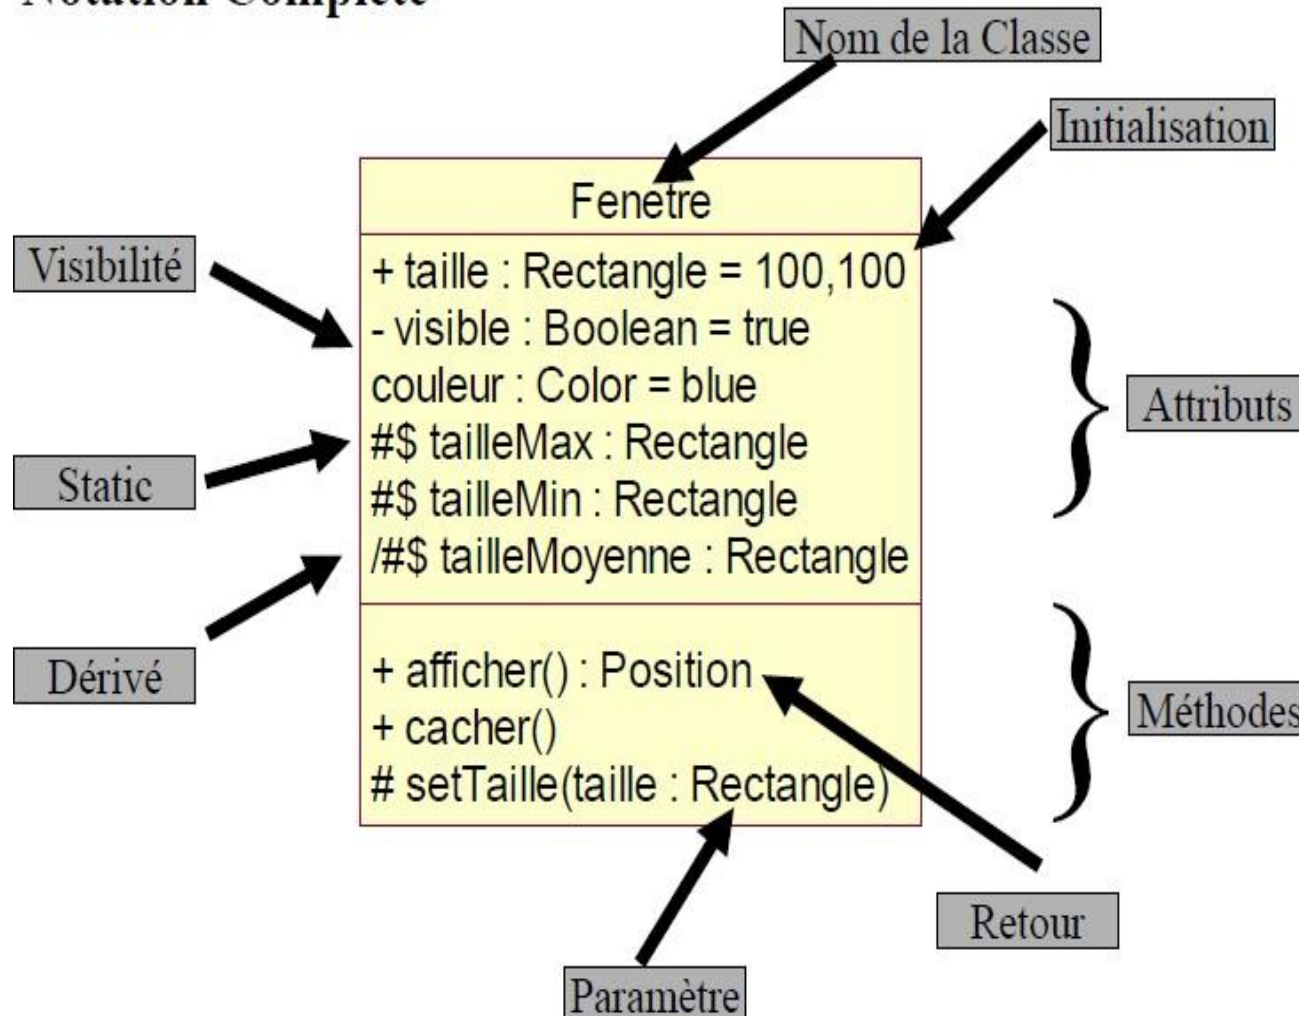 Notation Complète
Nom de la Classe
Initialisation
Fenetre
Visibilité
+ taille : Rectangle = 100,100
- visible : Boolean = true
couleur : Color = blue
Attributs
#$ tailleMax : Rectangle
Static
#$ tailleMin : Rectangle
/#$ tailleMoyenne : Rectangle
Dérivé
+ afficher() : Position
Méthodes
+ cacher()
# setTaille(taille : Rectangle)
Retour
Paramètre